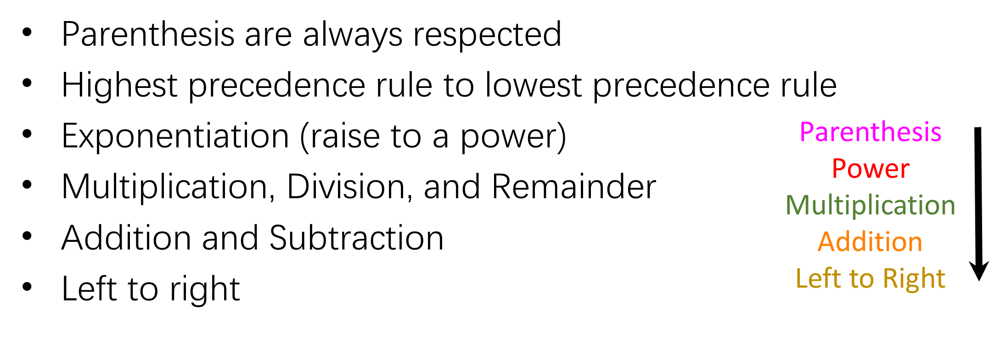 • Parenthesis are always respected
• Highest precedence rule to lowest precedence rule
• Exponentiation (raise to a power)
• Multiplication, Division, and Remainder
• Addition and Subtraction
• Left to right
Parenthesis
Power
Multiplication
Addition
Left to Right